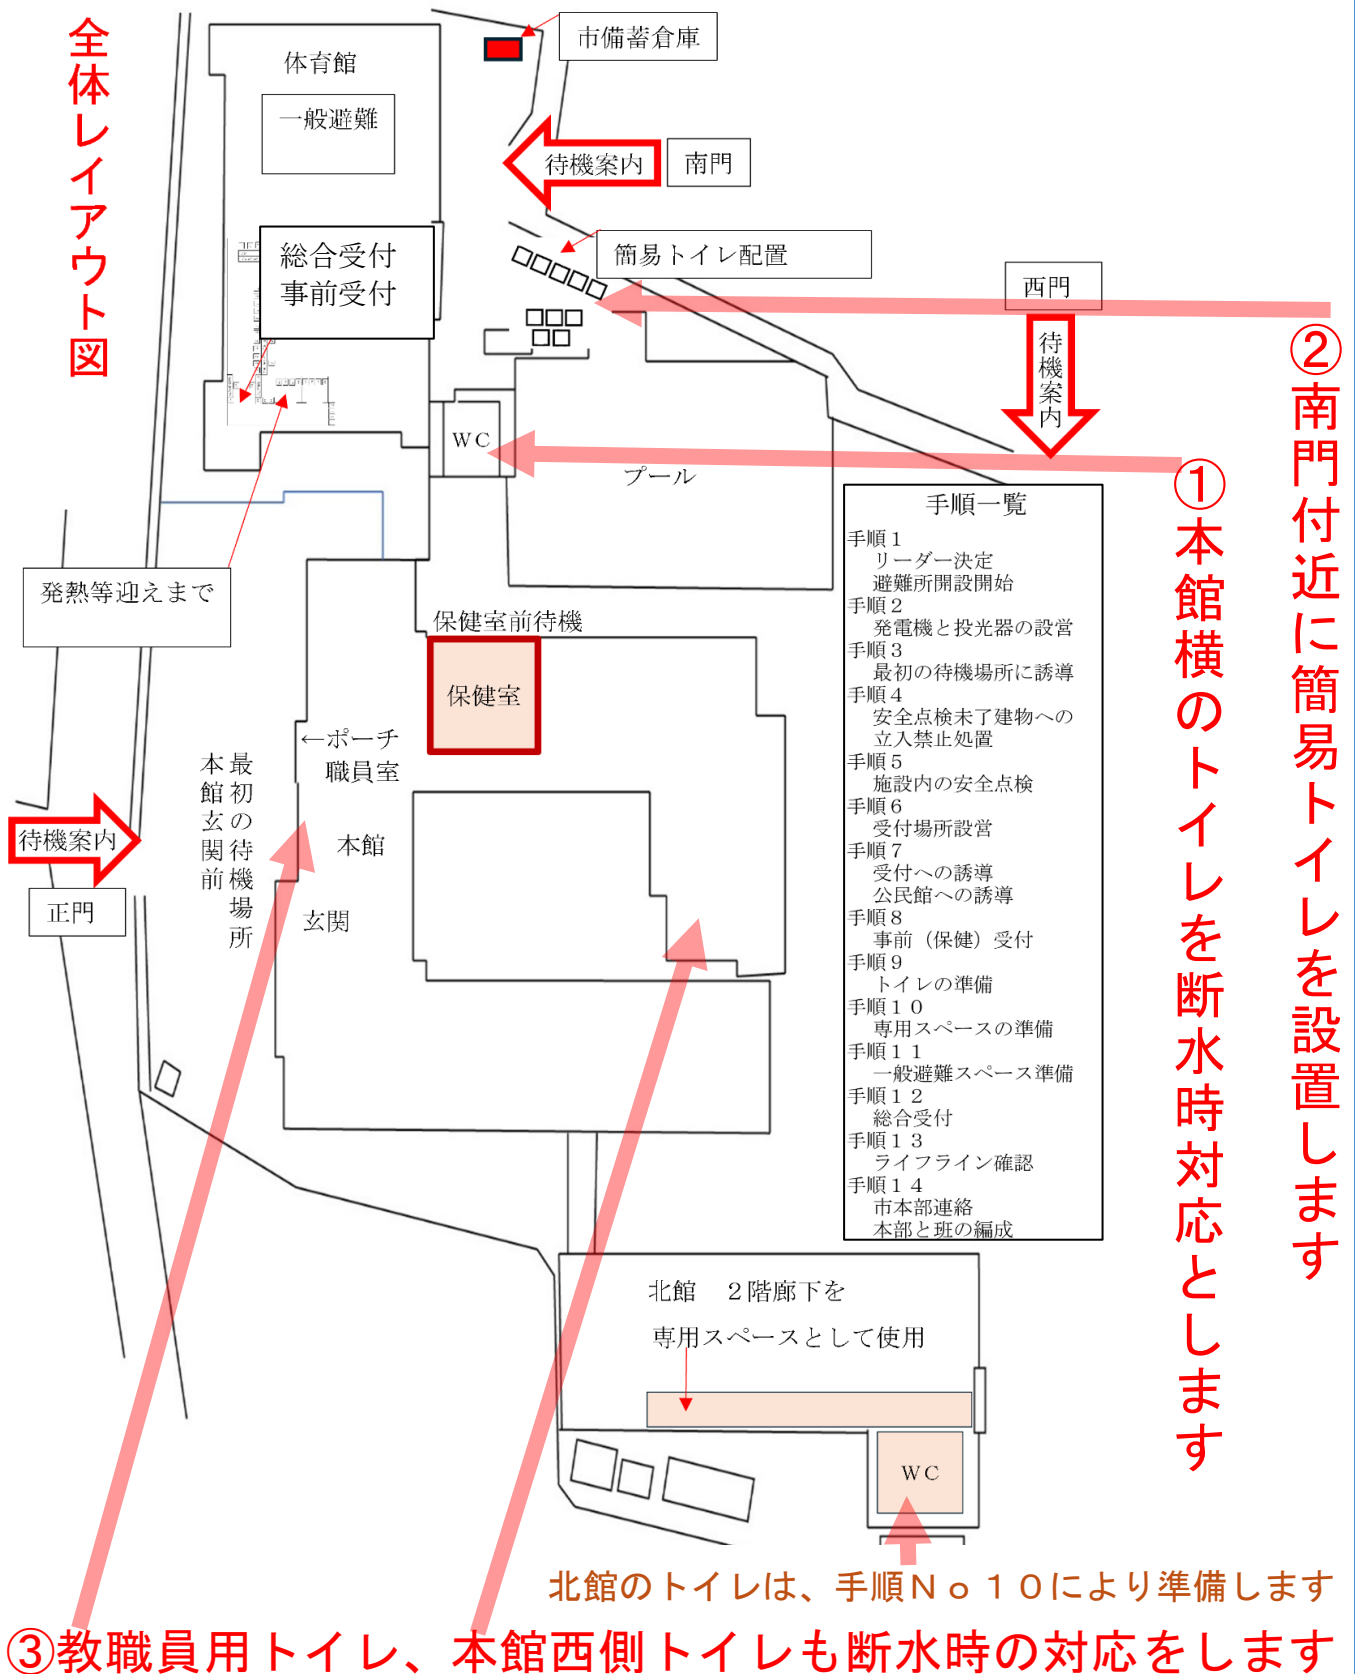 全体レイアウト図
市備蓄倉庫
体育館
一般避難
待機案内
南門
総合受付
事前受付
簡易トイレ配置
西門
待機案内
WC
プール
発熱等迎えまで
保健室前待機
保健室
←ポーチ
職員室
最初の待機場所
本館玄関前
待機案内
正門
本館
玄関
手順一覧
手順1
リーダー決定
避難所開設開始
手順2
発電機と投光器の設営
手順3
最初の待機場所に誘導
手順4
安全点検未了建物への
立入禁止処置
手順5
施設内の安全点検
手順6
受付場所設営
手順7
受付への誘導
公民館への誘導
手順8
事前（保健）受付
手順9
トイレの準備
手順10
専用スペースの準備
手順11
一般避難スペース準備
手順12
総合受付
手順13
ライフライン確認
手順14
市本部連絡
本部と班の編成
②南門付近に簡易トイレを設置します
①本館横のトイレを断水時対応とします
北館　2階廊下を
専用スペースとして使用
WC
北館のトイレは、手順No10により準備します
③教職員用トイレ、本館西側トイレも断水時の対応をします